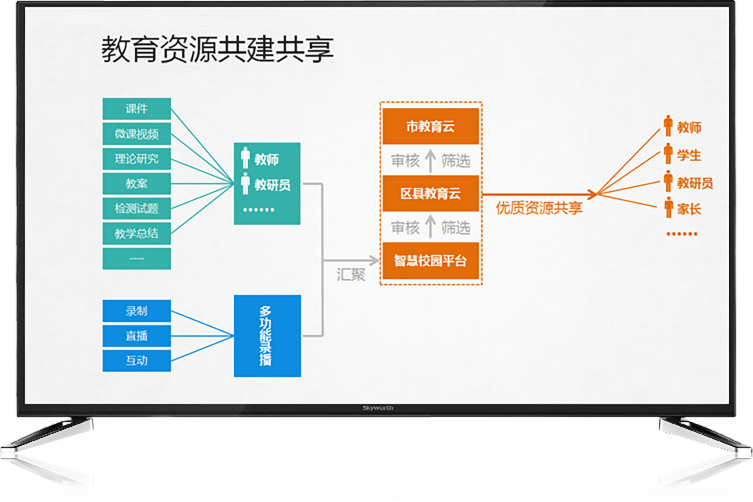 教育资源共建共享
课件
微课视频
理论研究
教案
检测试题
教学总结
......
教师
教研员
......
录制
直播
互动
多功能录播
汇聚
市教育云
审核 筛选
区县教育云
审核 筛选
智慧校园平台
优质资源共享
教师
学生
教研员
家长
......
Skyworth